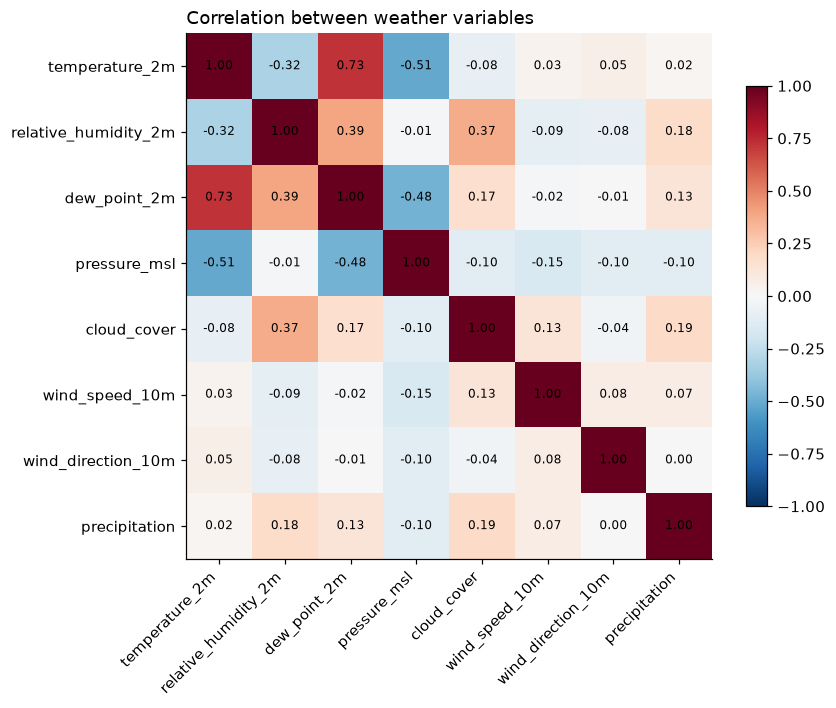 Correlation between weather variables
temperature_2m 1.00 -0.32 0.73 -0.51 -0.08 0.03 0.05 0.02
relative_humidity_2m -0.32 1.00 0.39 -0.01 0.37 -0.09 -0.08 0.18
dew_point_2m 0.73 0.39 1.00 -0.48 0.17 -0.02 -0.01 0.13
pressure_msl -0.51 -0.01 -0.48 1.00 -0.10 -0.15 -0.10 -0.10
cloud_cover -0.08 0.37 0.17 -0.10 1.00 0.13 -0.04 0.19
wind_speed_10m 0.03 -0.09 -0.02 -0.15 0.13 1.00 0.08 0.07
wind_direction_10m 0.05 -0.08 -0.01 -0.10 -0.04 0.08 1.00 0.00
precipitation 0.02 0.18 0.13 -0.10 0.19 0.07 0.00 1.00
temperature_2m
relative_humidity_2m
dew_point_2m
pressure_msl
cloud_cover
wind_speed_10m
wind_direction_10m
precipitation
1.00
0.75
0.50
0.25
0.00
−0.25
−0.50
−0.75
−1.00